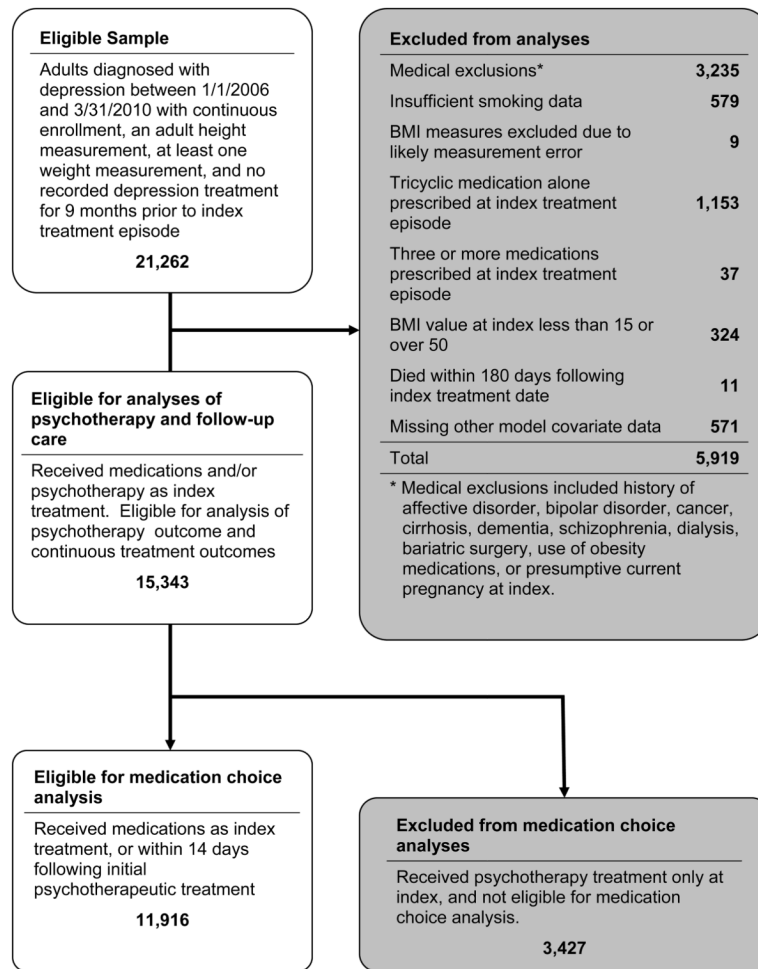 Eligible Sample
Adults diagnosed with
depression between 1/1/2006
and 3/31/2010 with continuous
enrollment, an adult height
measurement, at least one
weight measurement, and no
recorded depression treatment
for 9 months prior to index
treatment episode
21,262
Excluded from analyses
Medical exclusions* 3,235
Insufficient smoking data 579
BMI measures excluded due to
likely measurement error 9
Tricyclic medication alone
prescribed at index treatment 1,153
episode
Three or more medications
prescribed at index treatment 37
episode
BMI value at index less than 15 or
over 50 324
Died within 180 days following
index treatment date 11
Missing other model covariate data 571
Total 5,919
* Medical exclusions included history of
affective disorder, bipolar disorder, cancer,
cirrhosis, dementia, schizophrenia, dialysis,
bariatric surgery, use of obesity
medications, or presumptive current
pregnancy at index.
Eligible for analyses of
psychotherapy and follow-up
care
Received medications and/or
psychotherapy as index
treatment. Eligible for analysis of
psychotherapy outcome and
continuous treatment outcomes
15,343
Eligible for medication choice
analysis
Received medications as index
treatment, or within 14 days
following initial
psychotherapeutic treatment
11,916
Excluded from medication choice
analyses
Received psychotherapy treatment only at
index, and not eligible for medication
choice analysis.
3,427